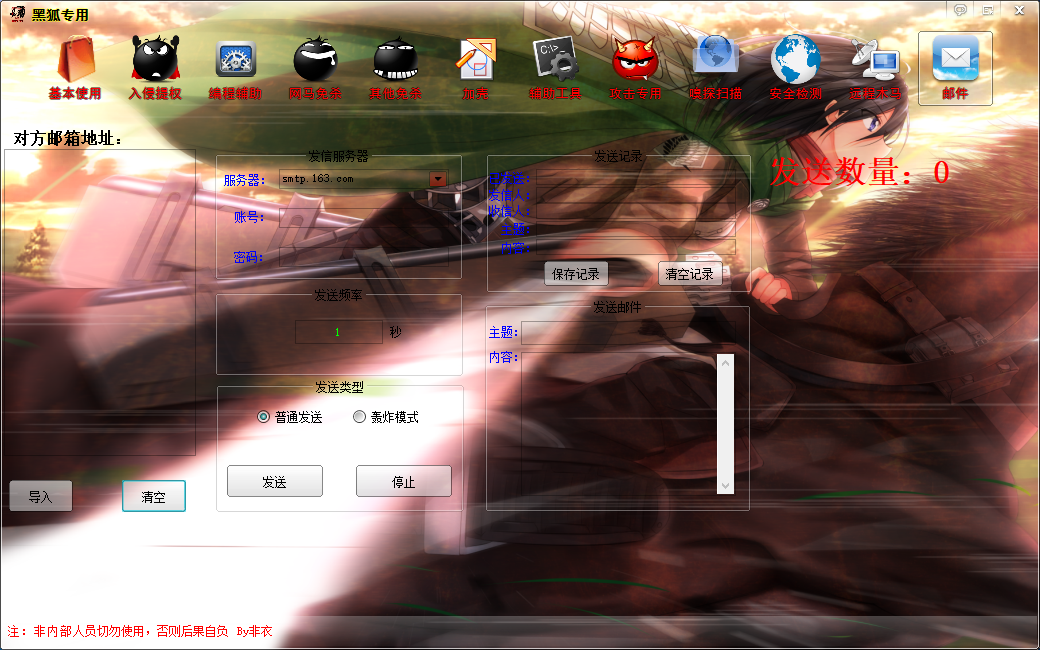 黑狐专用
基本使用 入侵提权 编程辅助 网马免杀 其他免杀 加壳 辅助工具 攻击专用 嗅探扫描 安全检测 远程木马 邮件
C:\>
对方邮箱地址：
发送数量：0
发信服务器
服务器： smtp.163.com
账号：
密码：
发送频率
1 秒
发送类型
普通发送 轰炸模式
发送 停止
导入 清空
发送记录
发信人：
收信人：
主题：
内容：
保存记录 清空记录
发送邮件
主题：
内容：
注：非内部人员切勿使用，否则后果自负 By非衣